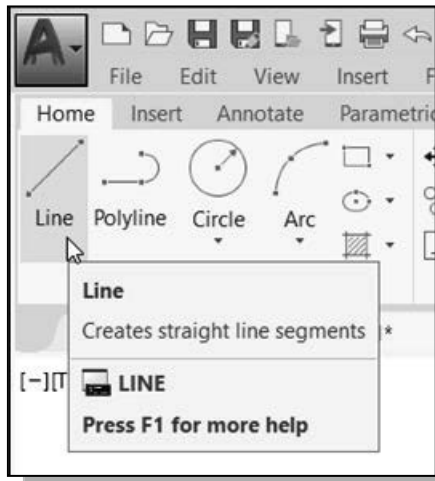 A
File Edit View Insert F
Home Insert Annotate Parametric
Line Polyline Circle Arc
Line
Creates straight line segments *
[−][T
LINE
Press F1 for more help